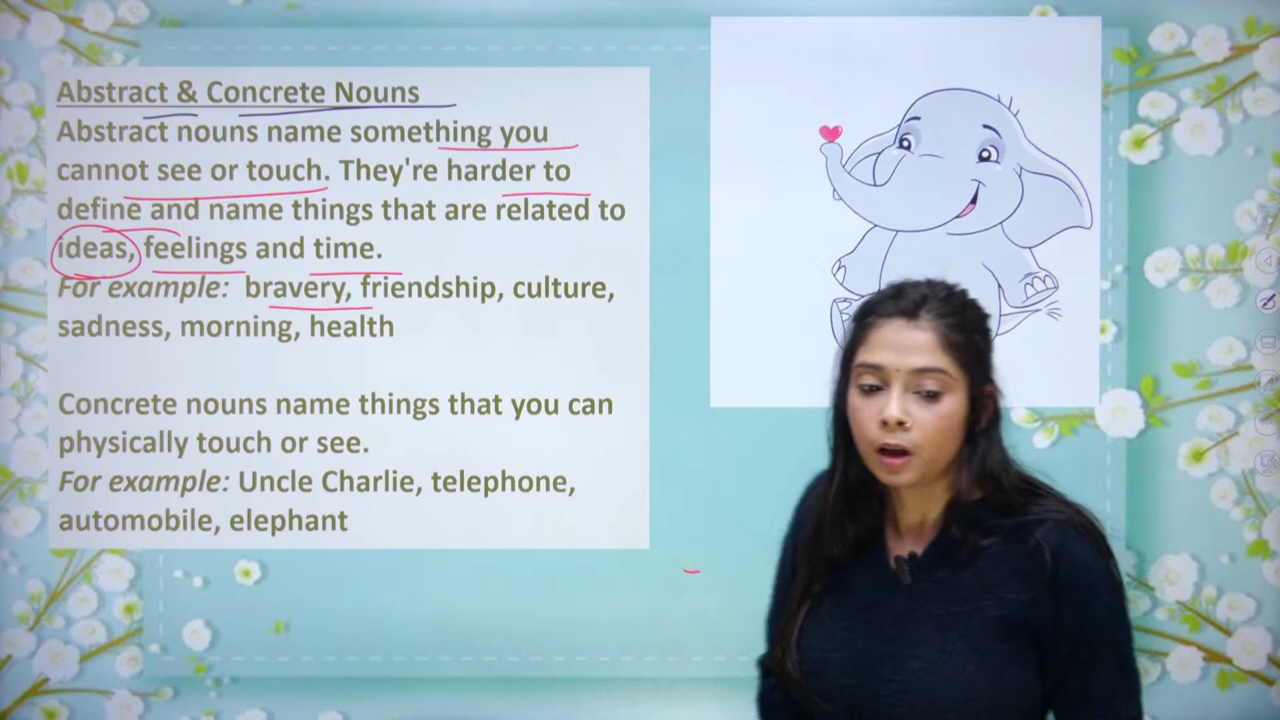 Abstract & Concrete Nouns
Abstract nouns name something you
cannot see or touch. They're harder to
define and name things that are related to
ideas, feelings and time.
For example: bravery, friendship, culture,
sadness, morning, health
Concrete nouns name things that you can
physically touch or see.
For example: Uncle Charlie, telephone,
automobile, elephant